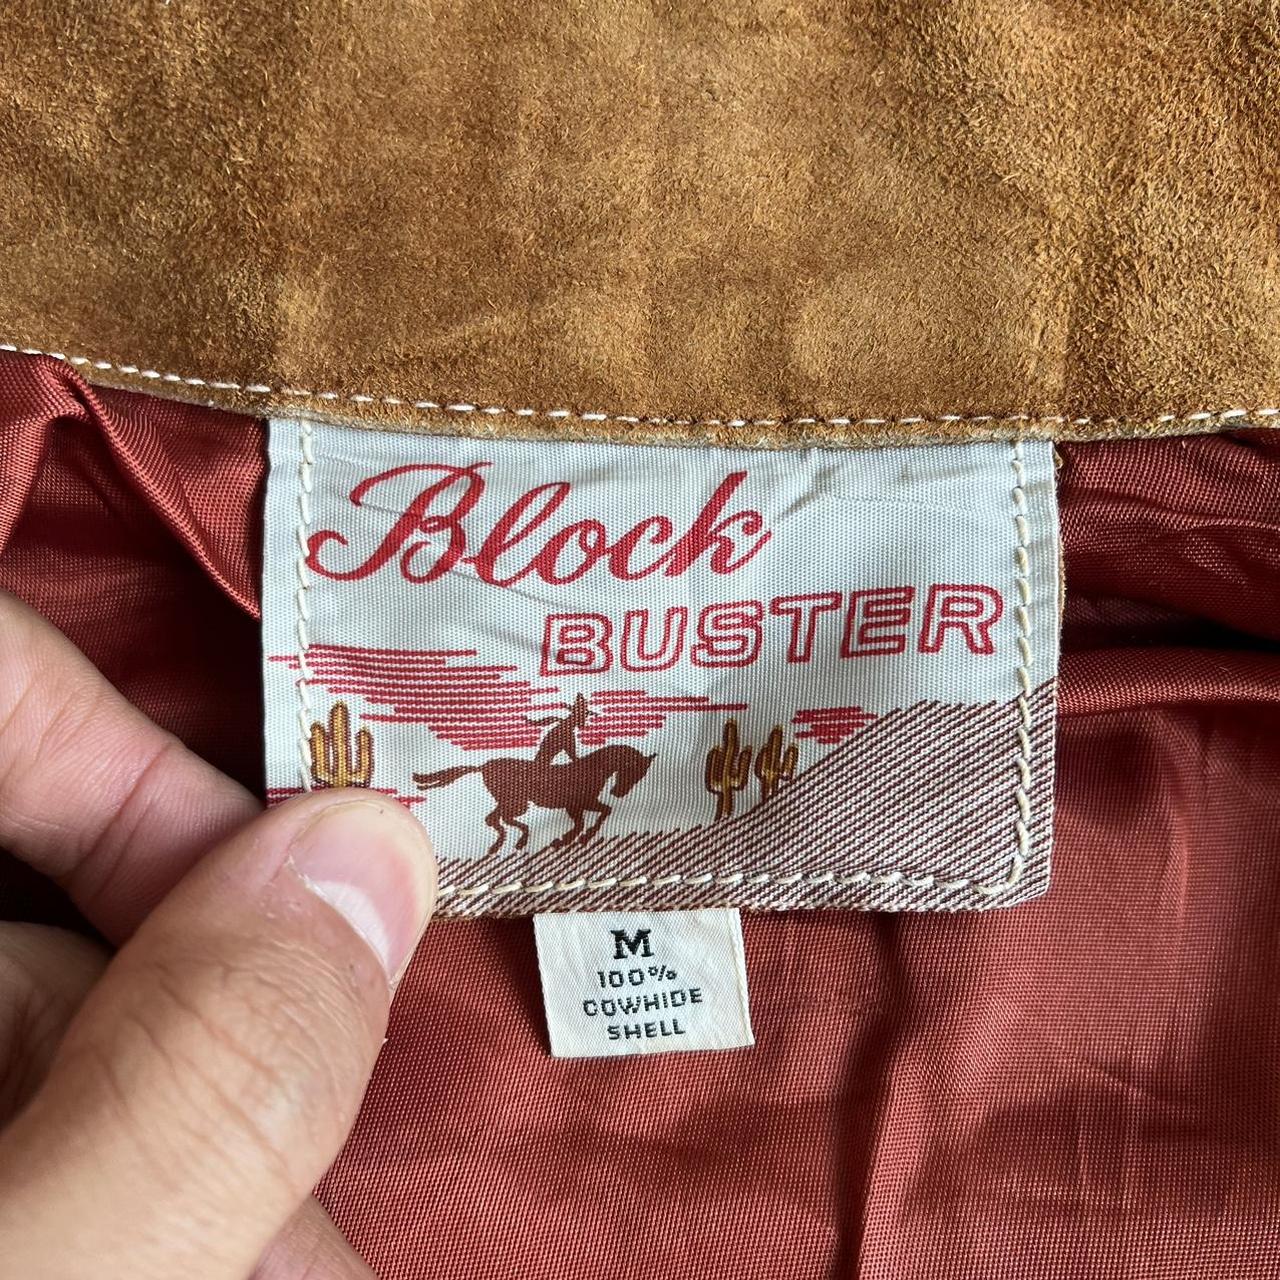 Block
BUSTER
M
100%
COWHIDE
SHELL